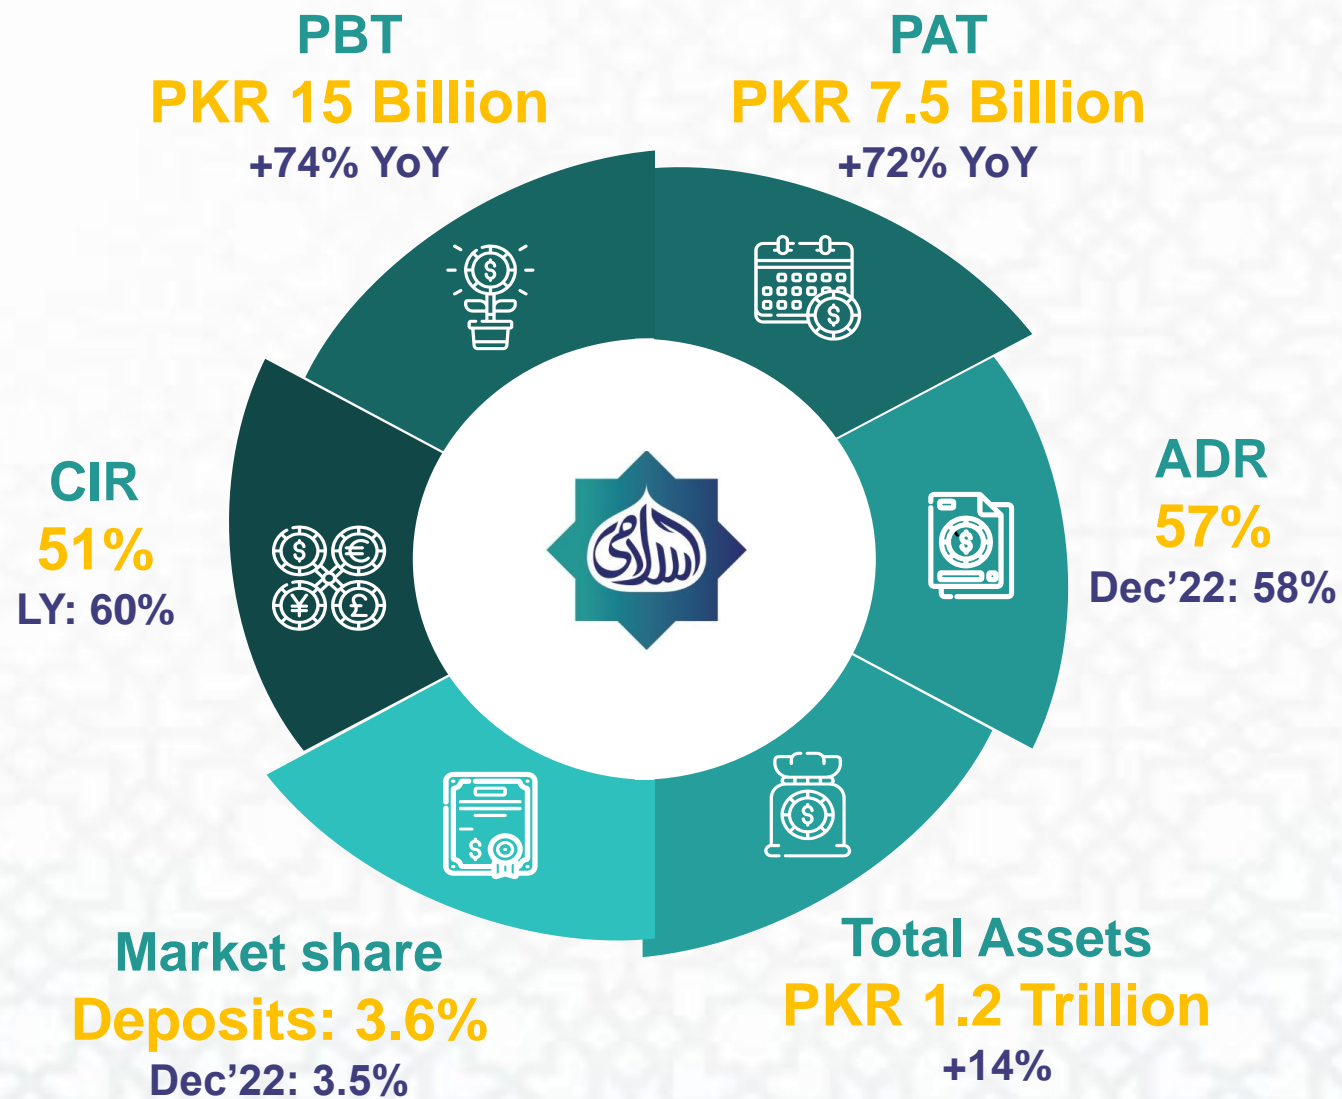 PBT
PKR 15 Billion
+74% YoY
PAT
PKR 7.5 Billion
+72% YoY
CIR
51%
LY: 60%
اسلامی
ADR
57%
Dec’22: 58%
Market share
Deposits: 3.6%
Dec’22: 3.5%
Total Assets
PKR 1.2 Trillion
+14%